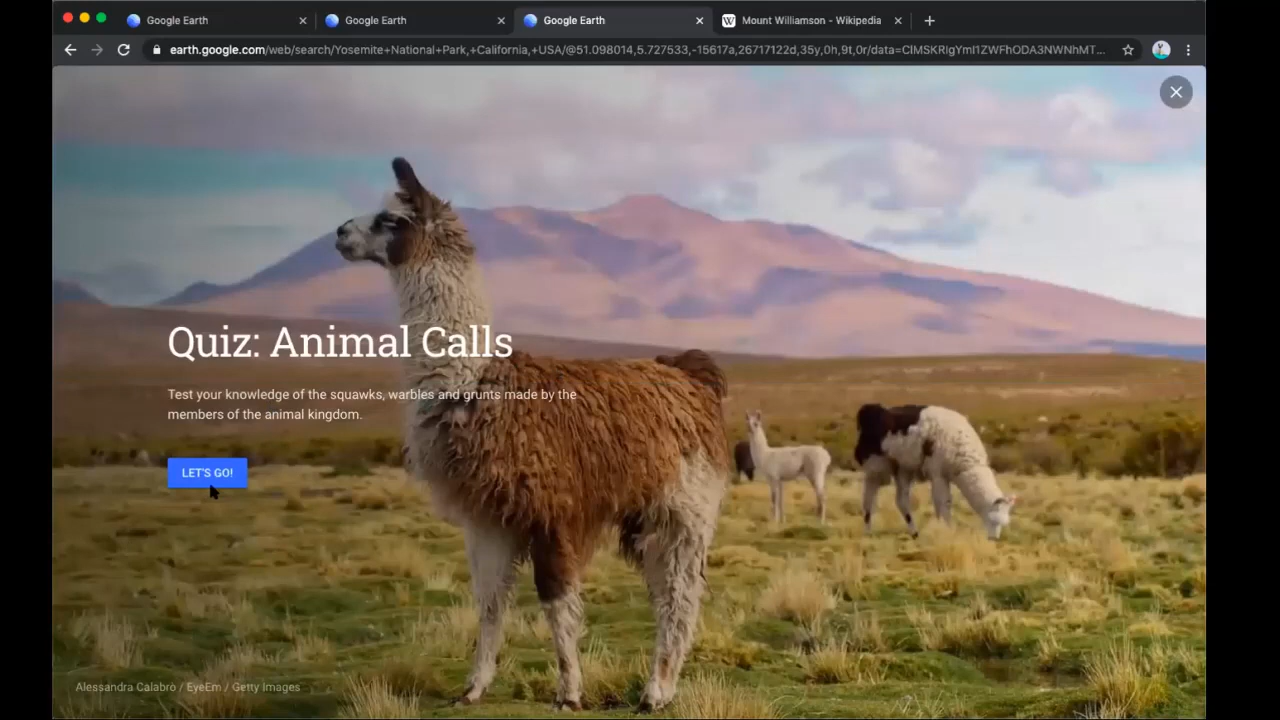 Google Earth
Google Earth
Google Earth
Mount Williamson - Wikipedia
earth.google.com/web/search/Yosemite+National+Park,+California,+USA/@51.098014,5.727533,-15617a,26717122d,35y,0h,9t,0r/data=CIMSKRIgYmI1ZWFhODA3NWNhMT...
Quiz: Animal Calls
Test your knowledge of the squawks, warbles and grunts made by the
members of the animal kingdom.
LET'S GO!
Alessandra Calabrò / EyeEm / Getty Images